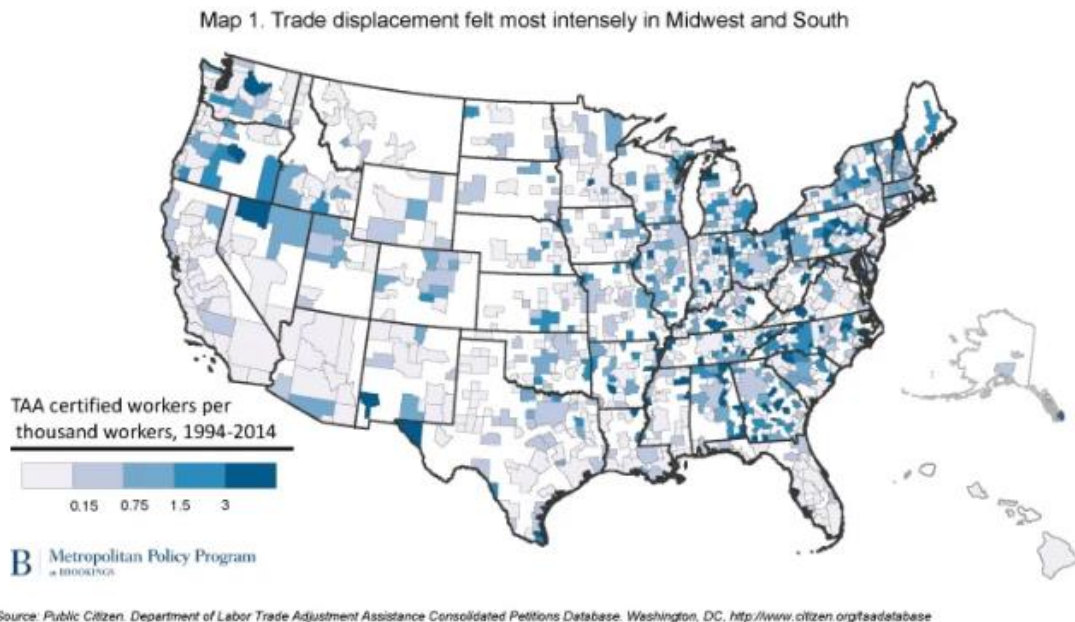 Map 1. Trade displacement felt most intensely in Midwest and South
TAA certified workers per
thousand workers, 1994-2014
0.15 0.75 1.5 3
B Metropolitan Policy Program
at BROOKINGS
Source: Public Citizen. Department of Labor Trade Adjustment Assistance Consolidated Petitions Database. Washington, DC, http://www.citizen.org/taadatabase